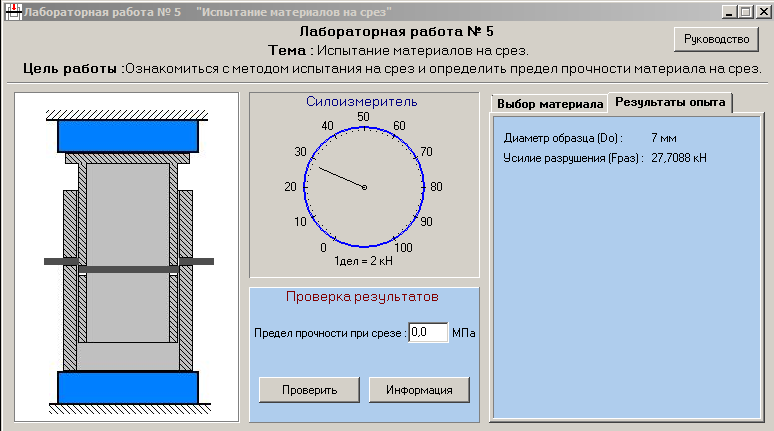 Лабораторная работа № 5 "Испытание материалов на срез"
Лабораторная работа № 5
Тема : Испытание материалов на срез.
Цель работы :Ознакомиться с методом испытания на срез и определить предел прочности материала на срез.
Руководство
Силоизмеритель
0
10
20
30
40
50
60
70
80
90
100
1дел = 2 кН
Проверка результатов
Предел прочности при срезе : 0,0 МПа
Проверить
Информация
Выбор материала
Результаты опыта
Диаметр образца (Do) : 7 мм
Усилие разрушения (Fраз) : 27,7088 кН